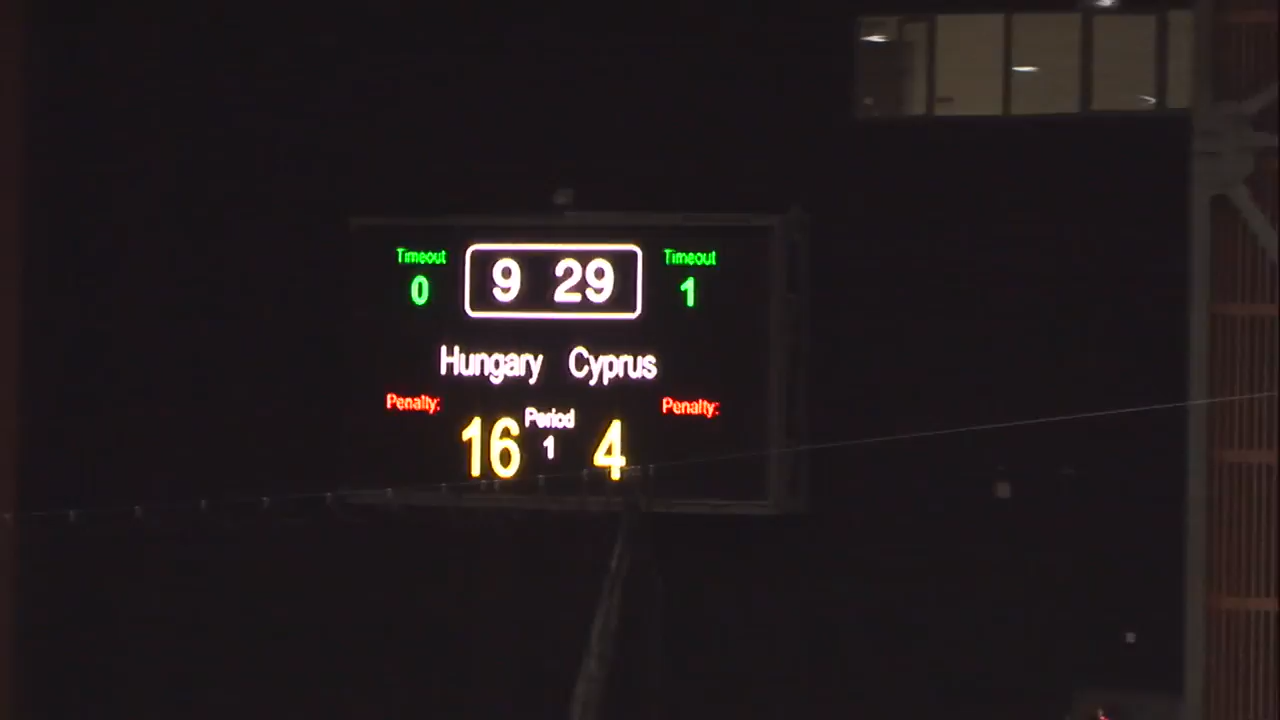 Timeout 9 29 Timeout
0 1
Hungary Cyprus
Penalty: Penalty:
Period
16 1 4